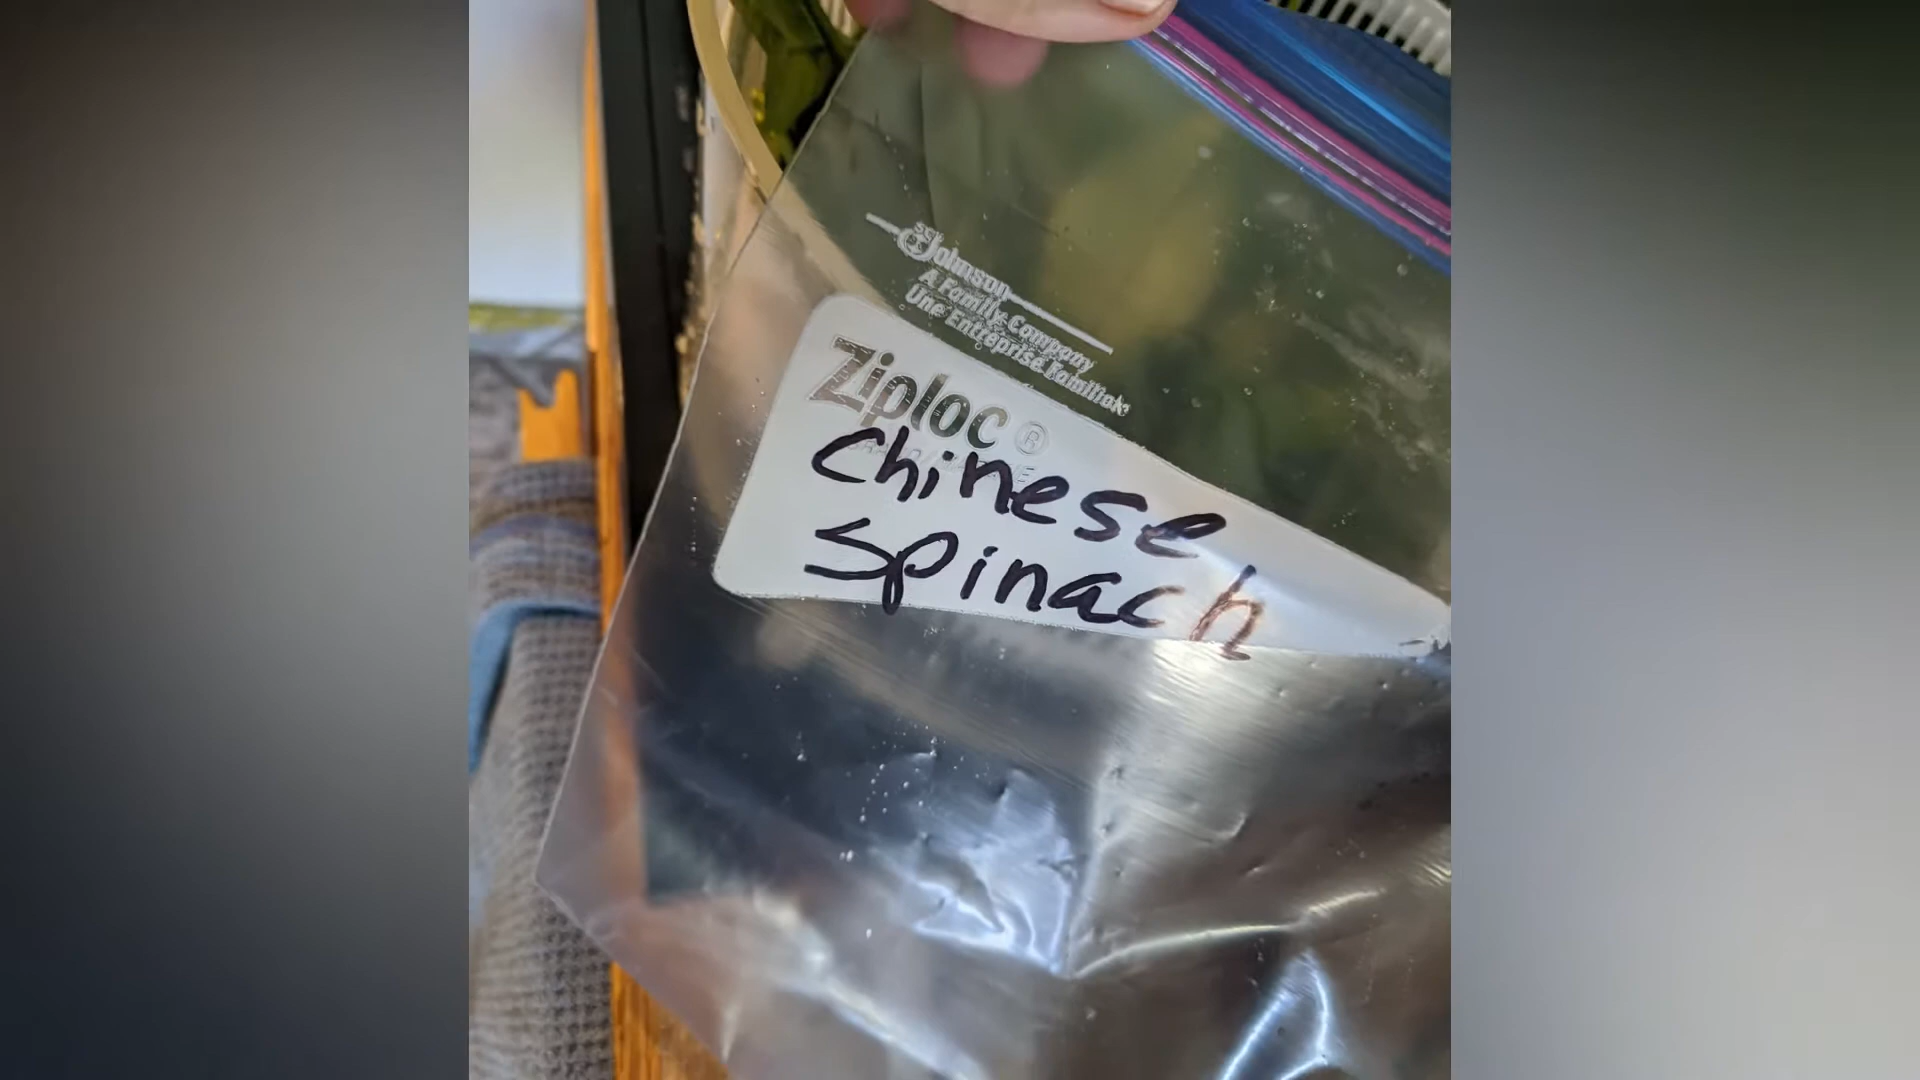 SC Johnson
A Family Company
Une Entreprise Familiale
Ziploc®
Chinese
Spinach